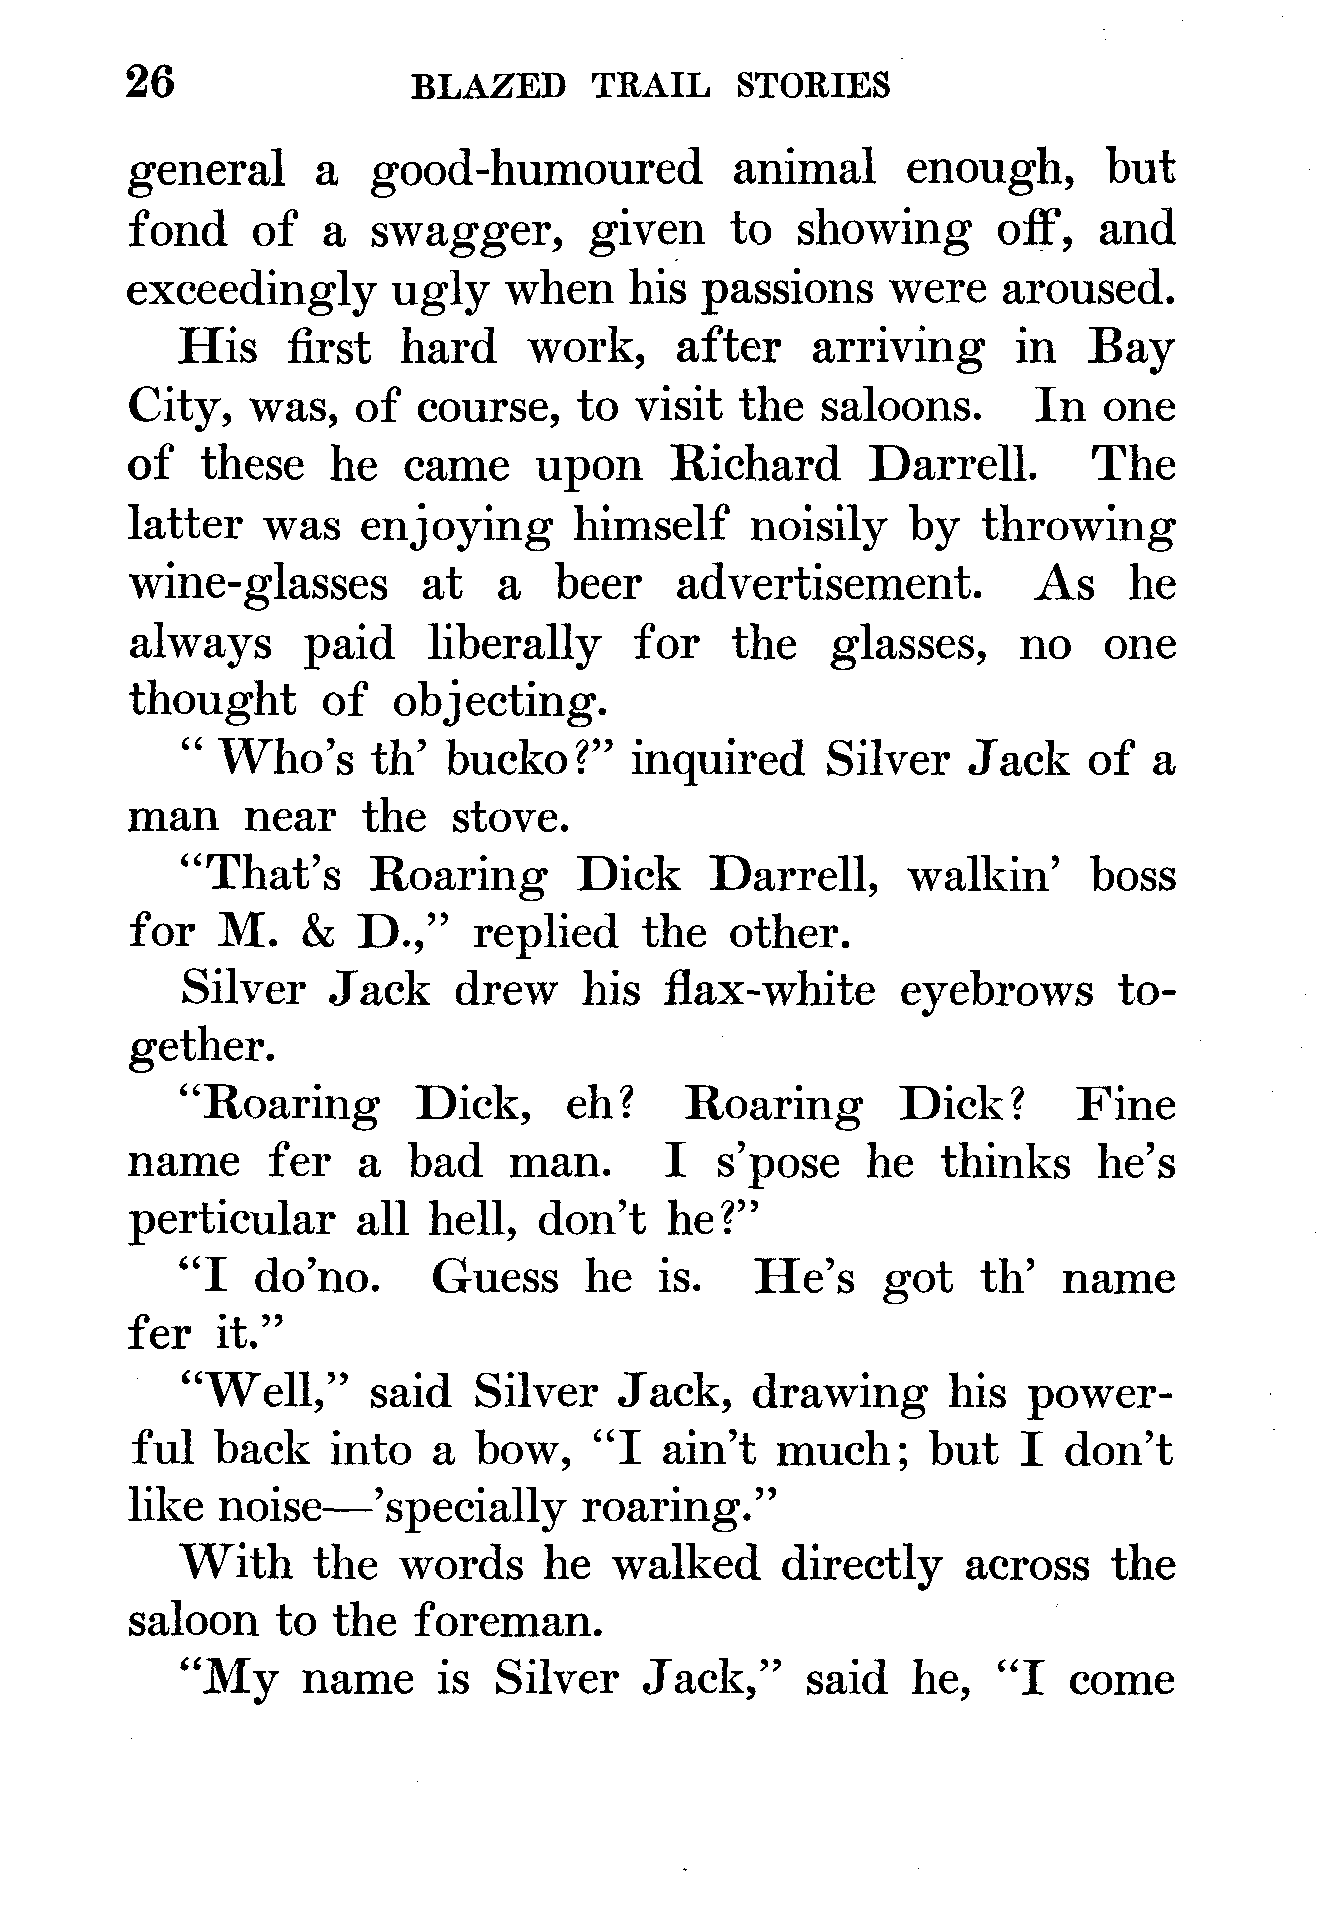 26 BLAZED TRAIL STORIES
general a good-humoured animal enough, but
fond of a swagger, given to showing off, and
exceedingly ugly when his passions were aroused.
His first hard work, after arriving in Bay
City, was, of course, to visit the saloons. In one
of these he came upon Richard Darrell. The
latter was enjoying himself noisily by throwing
wine-glasses at a beer advertisement. As he
always paid liberally for the glasses, no one
thought of objecting.
“ Who’s th’ bucko?” inquired Silver Jack of a
man near the stove.
“That’s Roaring Dick Darrell, walkin’ boss
for M. & D.,” replied the other.
Silver Jack drew his flax-white eyebrows to-
gether.
“Roaring Dick, eh? Roaring Dick? Fine
name fer a bad man. I s’pose he thinks he’s
perticular all hell, don’t he?”
“I do’no. Guess he is. He’s got th’ name
fer it.”
“Well,” said Silver Jack, drawing his power-
ful back into a bow, “I ain’t much; but I don’t
like noise—’specially roaring.”
With the words he walked directly across the
saloon to the foreman.
“My name is Silver Jack,” said he, “I come